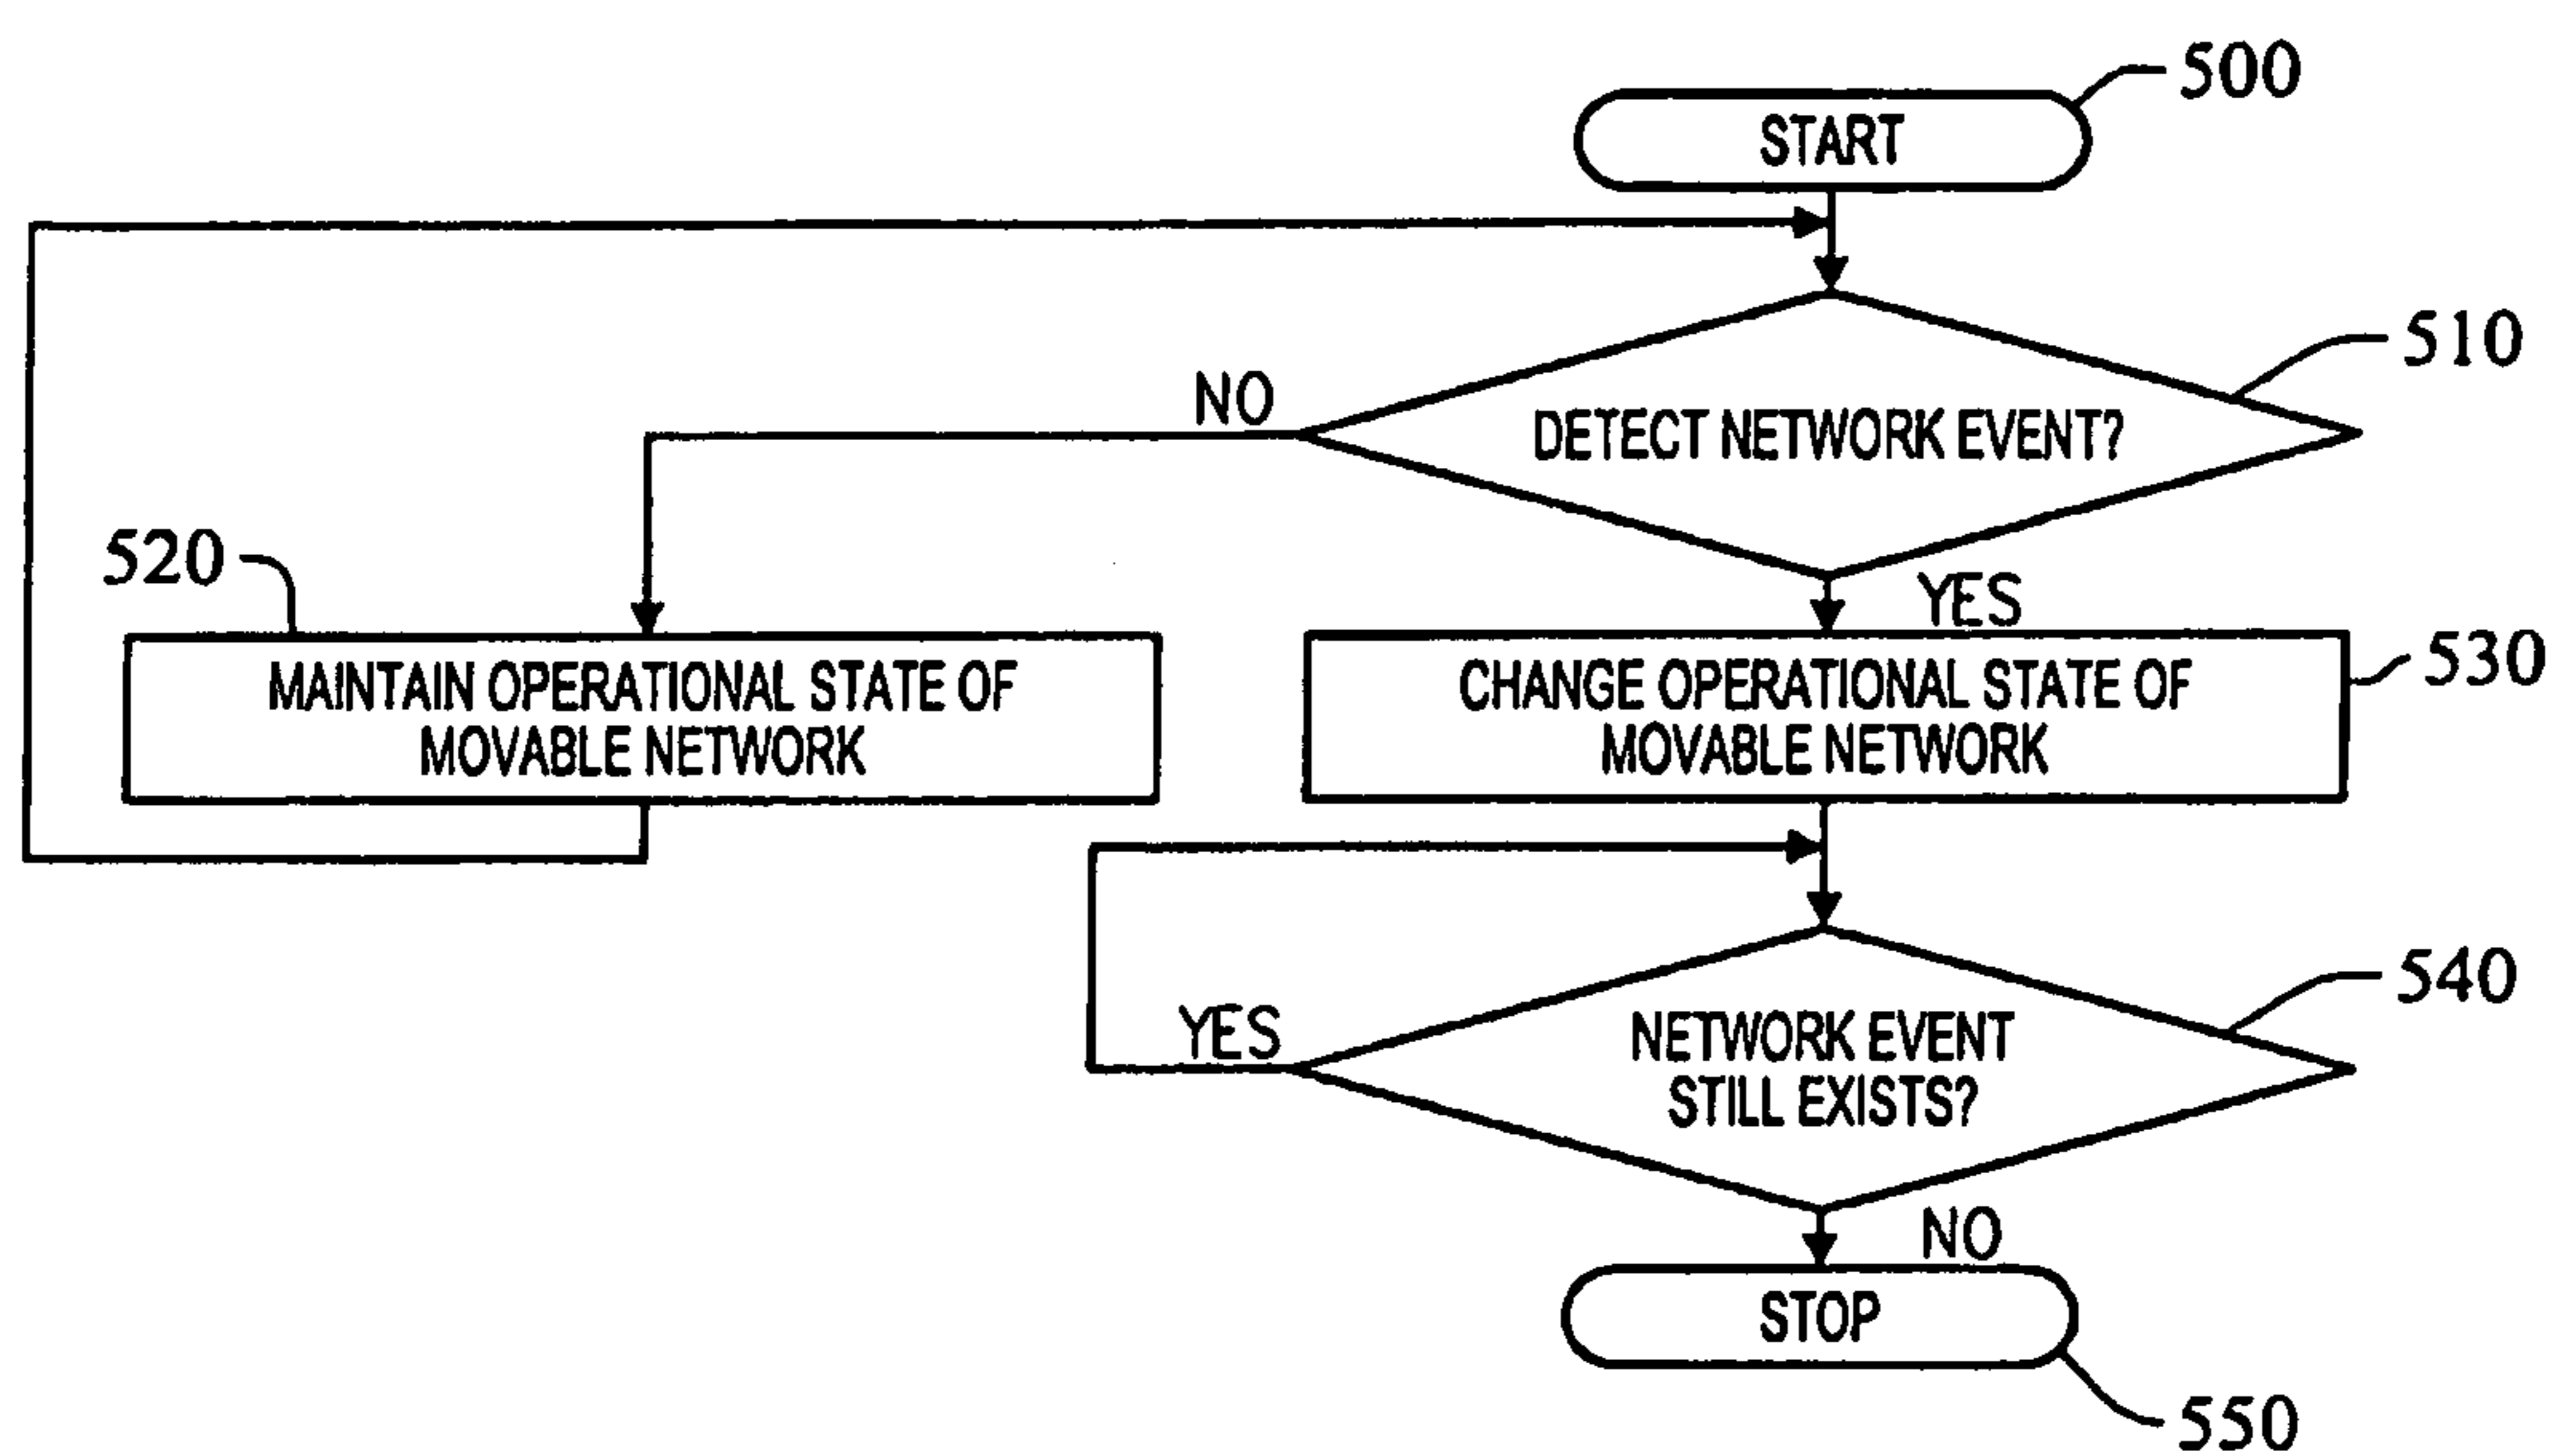 500
START
510
NO
DETECT NETWORK EVENT?
520
YES
MAINTAIN OPERATIONAL STATE OF
MOVABLE NETWORK
CHANGE OPERATIONAL STATE OF
MOVABLE NETWORK
530
540
YES
NETWORK EVENT
STILL EXISTS?
NO
STOP
550